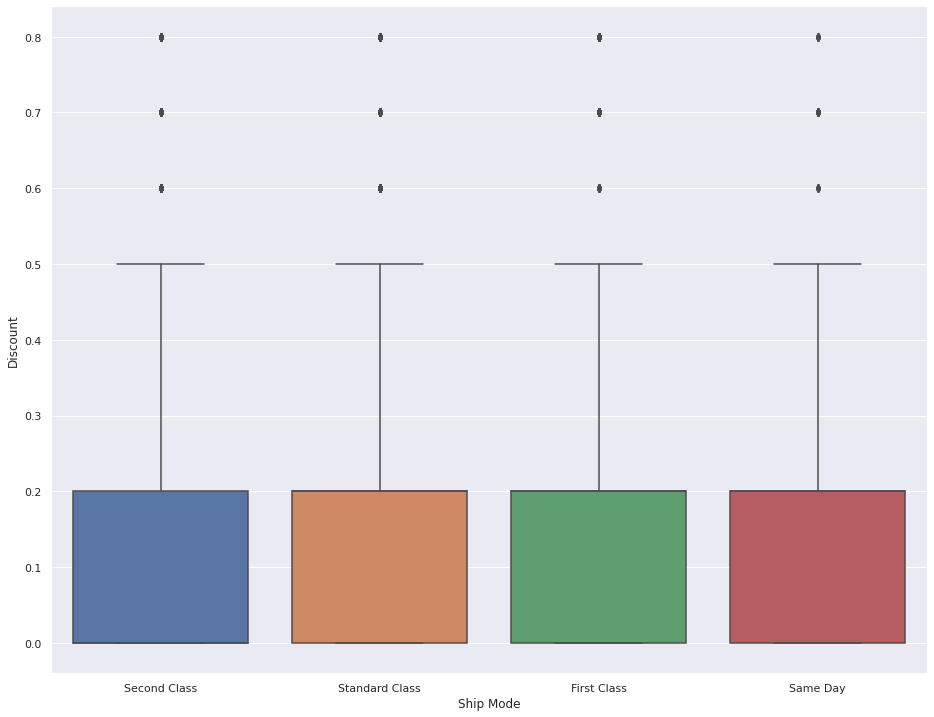 0.8
0.7
0.6
0.5
0.4
0.3
0.2
0.1
0.0
Discount
Second Class
Standard Class
First Class
Same Day
Ship Mode